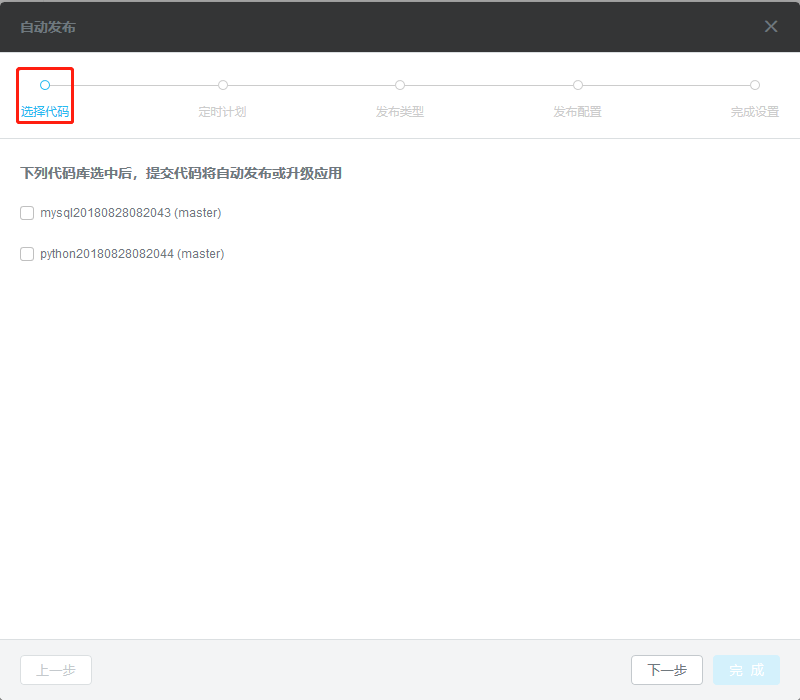 自动发布
选择代码 定时计划 发布类型 发布配置 完成设置
下列代码库选中后，提交代码将自动发布或升级应用
mysql20180828082043 (master)
python20180828082044 (master)
上一步 下一步 完 成